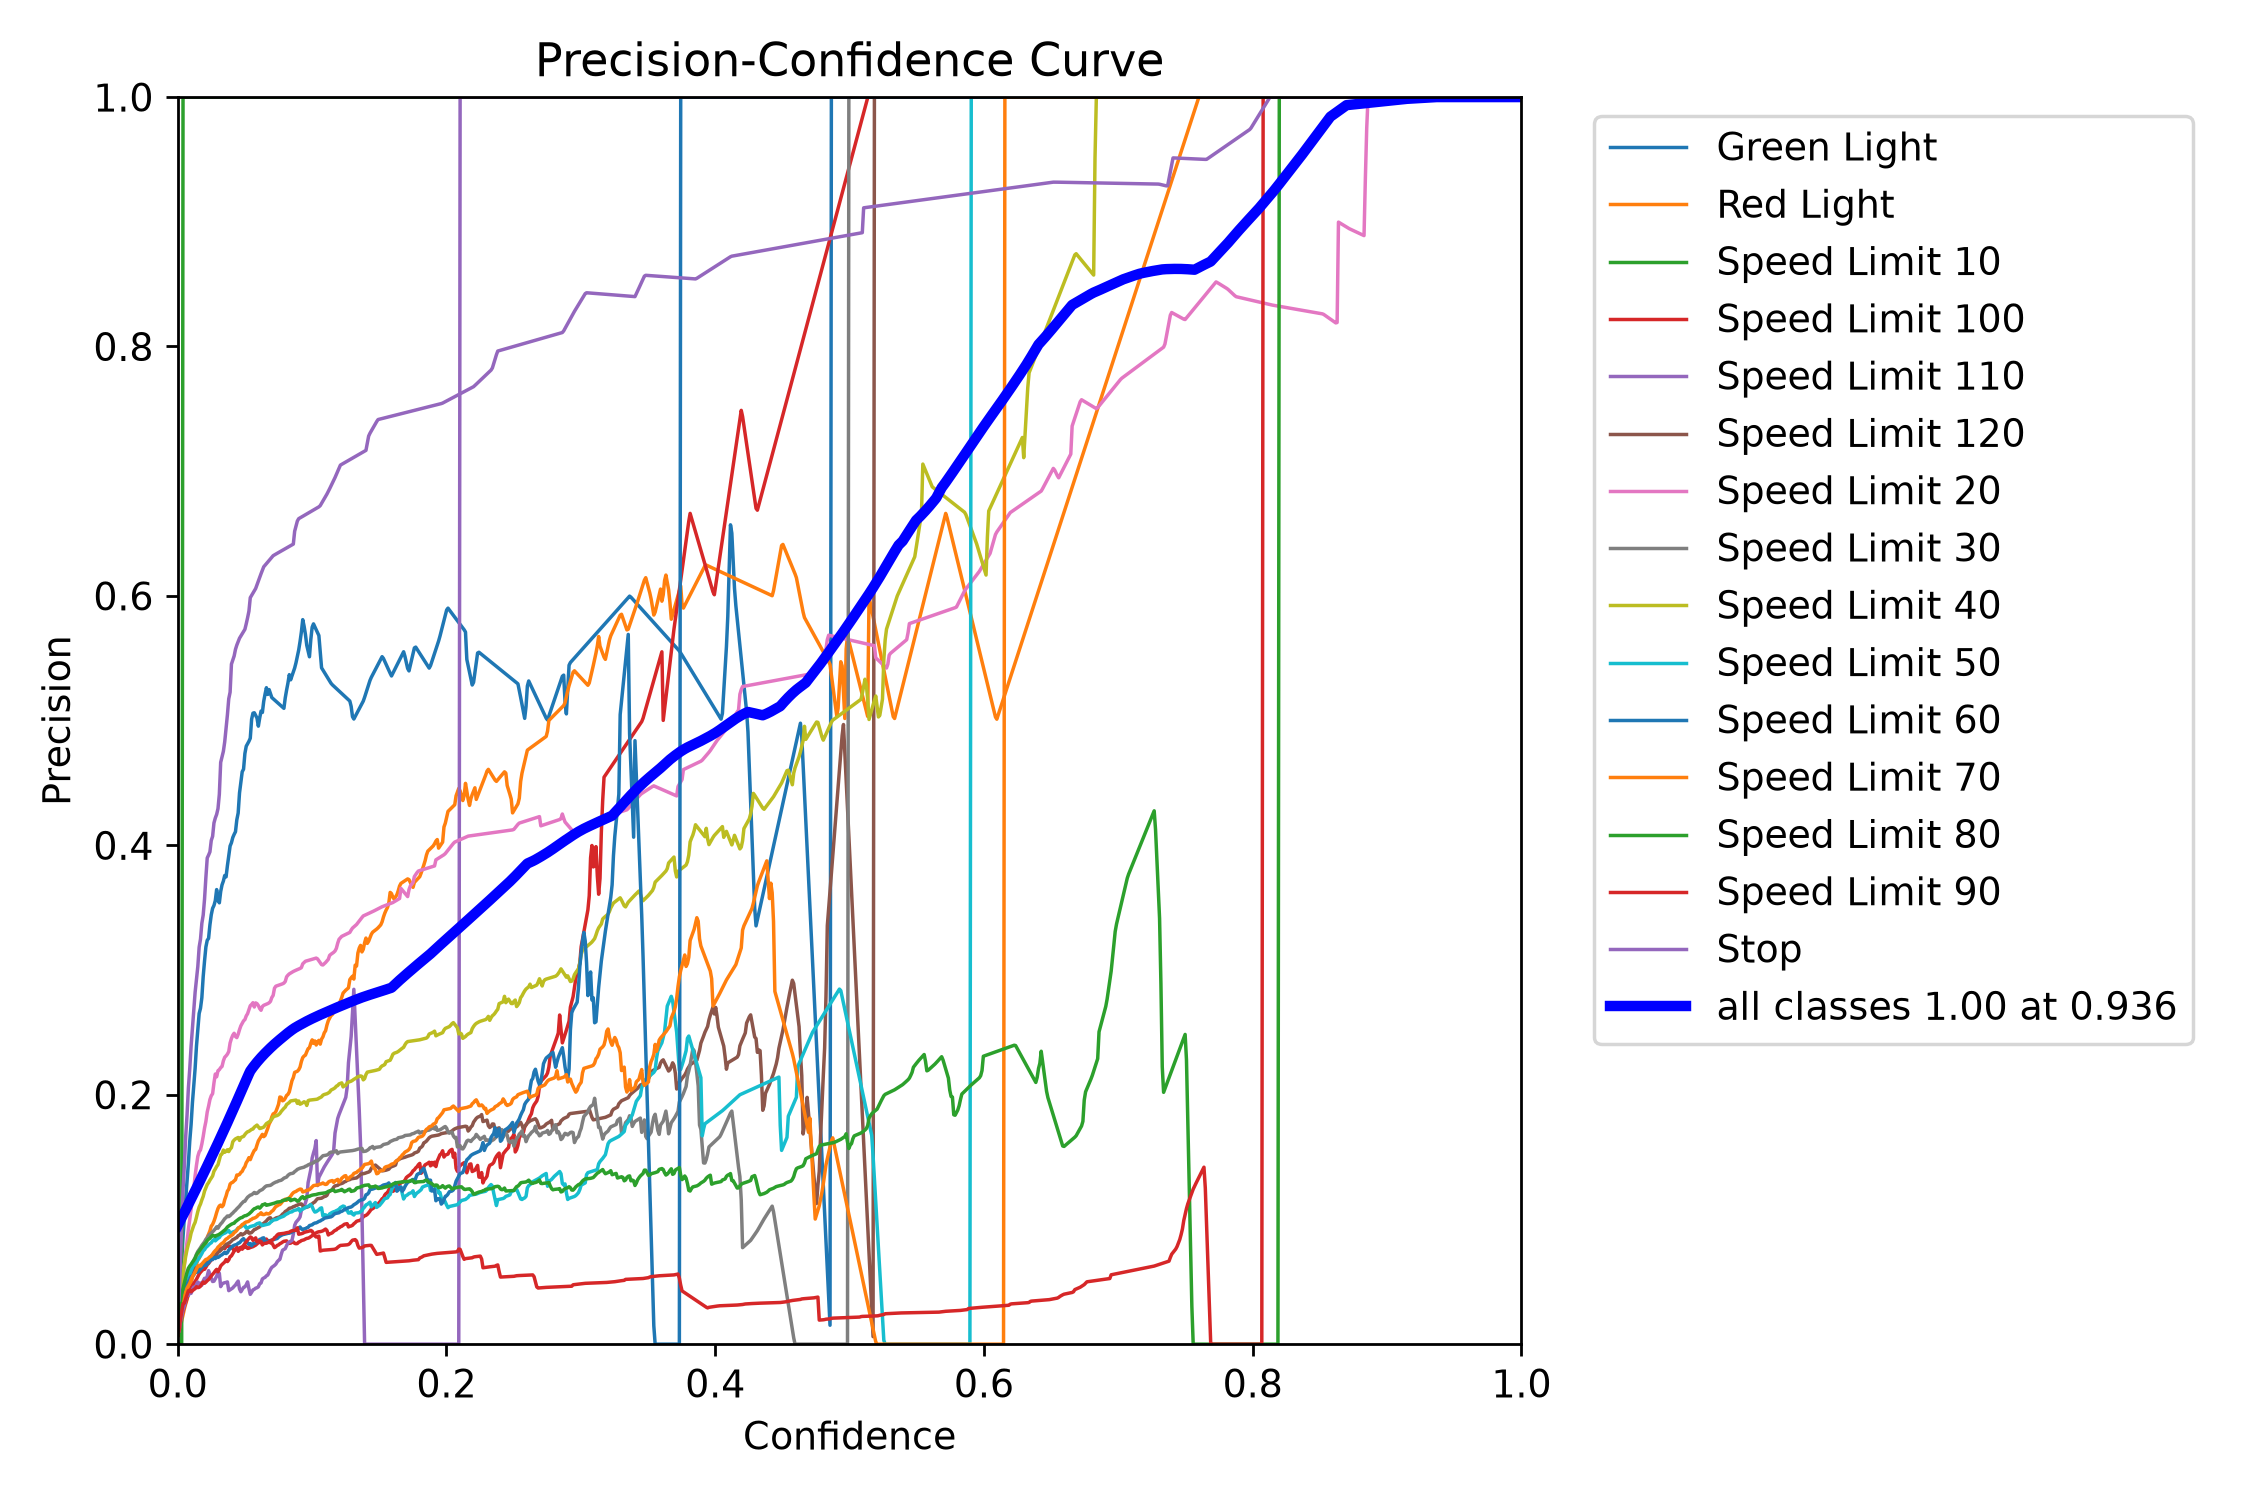 Precision-Confidence Curve
1.0
0.8
0.6
0.4
0.2
0.0
Precision
0.0 0.2 0.4 0.6 0.8 1.0
Confidence
Green Light
Red Light
Speed Limit 10
Speed Limit 100
Speed Limit 110
Speed Limit 120
Speed Limit 20
Speed Limit 30
Speed Limit 40
Speed Limit 50
Speed Limit 60
Speed Limit 70
Speed Limit 80
Speed Limit 90
Stop
all classes 1.00 at 0.936